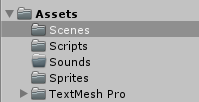 Assets
Scenes
Scripts
Sounds
Sprites
TextMesh Pro